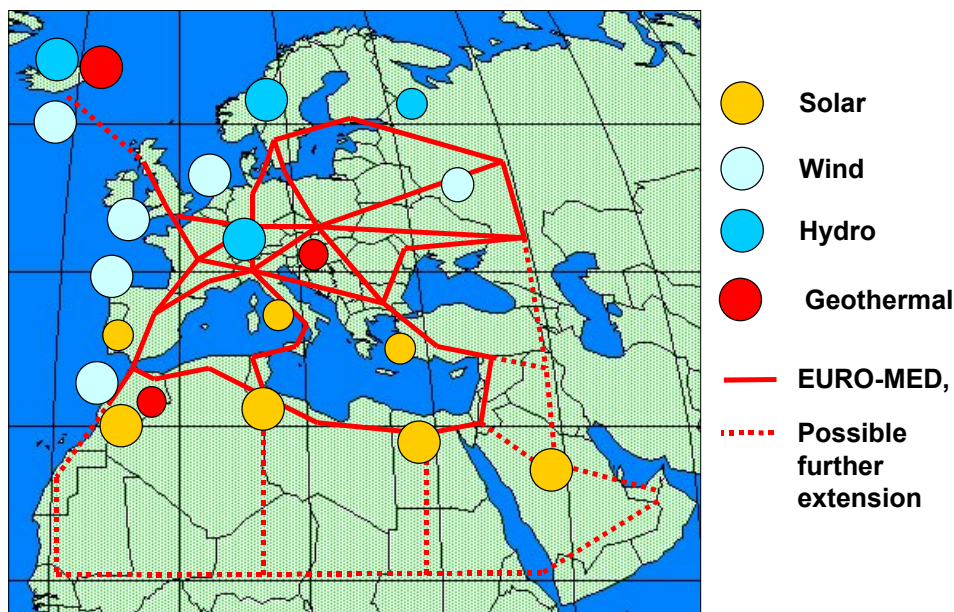 Solar
Wind
Hydro
Geothermal
EURO-MED,
Possible
further
extension